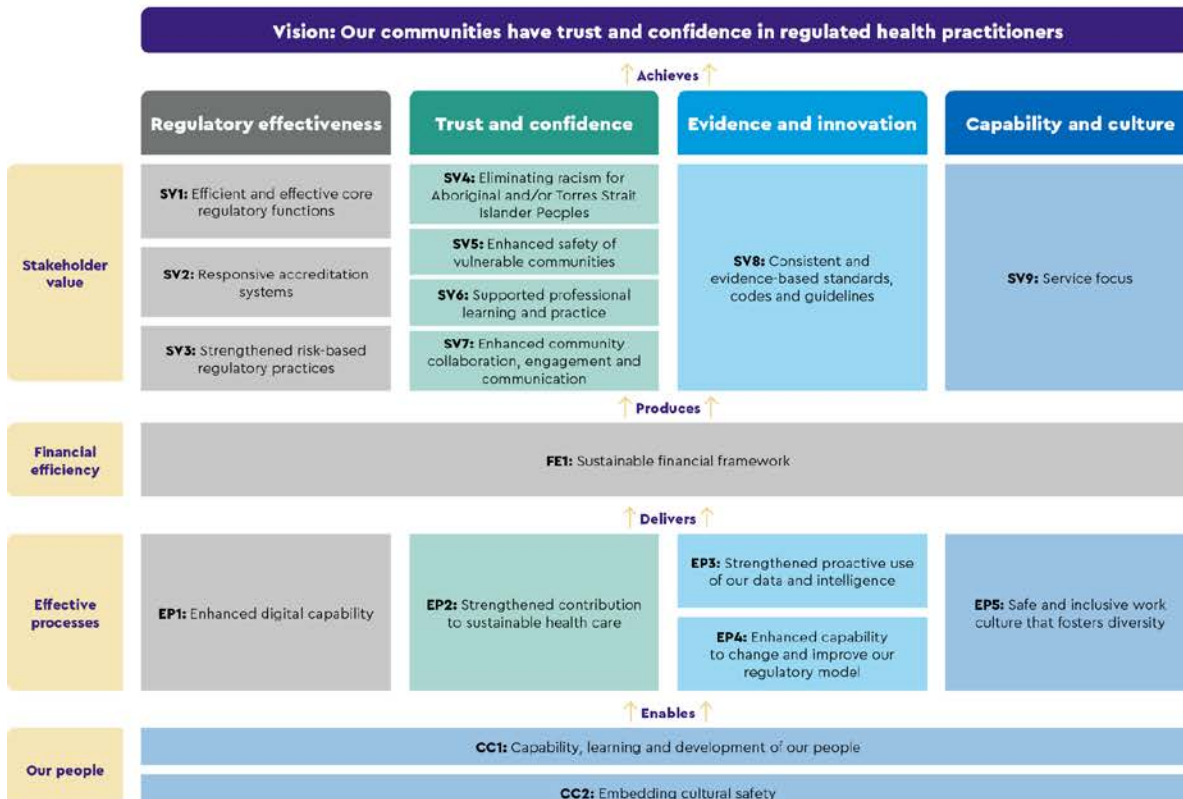 Vision: Our communities have trust and confidence in regulated health practitioners
↑ Achieves ↑
Regulatory effectiveness
Trust and confidence
Evidence and innovation
Capability and culture
Stakeholder
value
SV1: Efficient and effective core
regulatory functions
SV2: Responsive accreditation
systems
SV3: Strengthened risk-based
regulatory practices
SV4: Eliminating racism for
Aboriginal and/or Torres Strait
Islander Peoples
SV5: Enhanced safety of
vulnerable communities
SV6: Supported professional
learning and practice
SV7: Enhanced community
collaboration, engagement and
communication
SV8: Consistent and
evidence-based standards,
codes and guidelines
SV9: Service focus
↑ Produces ↑
Financial
efficiency
FE1: Sustainable financial framework
↑ Delivers ↑
Effective
processes
EP1: Enhanced digital capability
EP2: Strengthened contribution
to sustainable health care
EP3: Strengthened proactive use
of our data and intelligence
EP4: Enhanced capability
to change and improve our
regulatory model
EP5: Safe and inclusive work
culture that fosters diversity
↑ Enables ↑
Our people
CC1: Capability, learning and development of our people
CC2: Embedding cultural safety